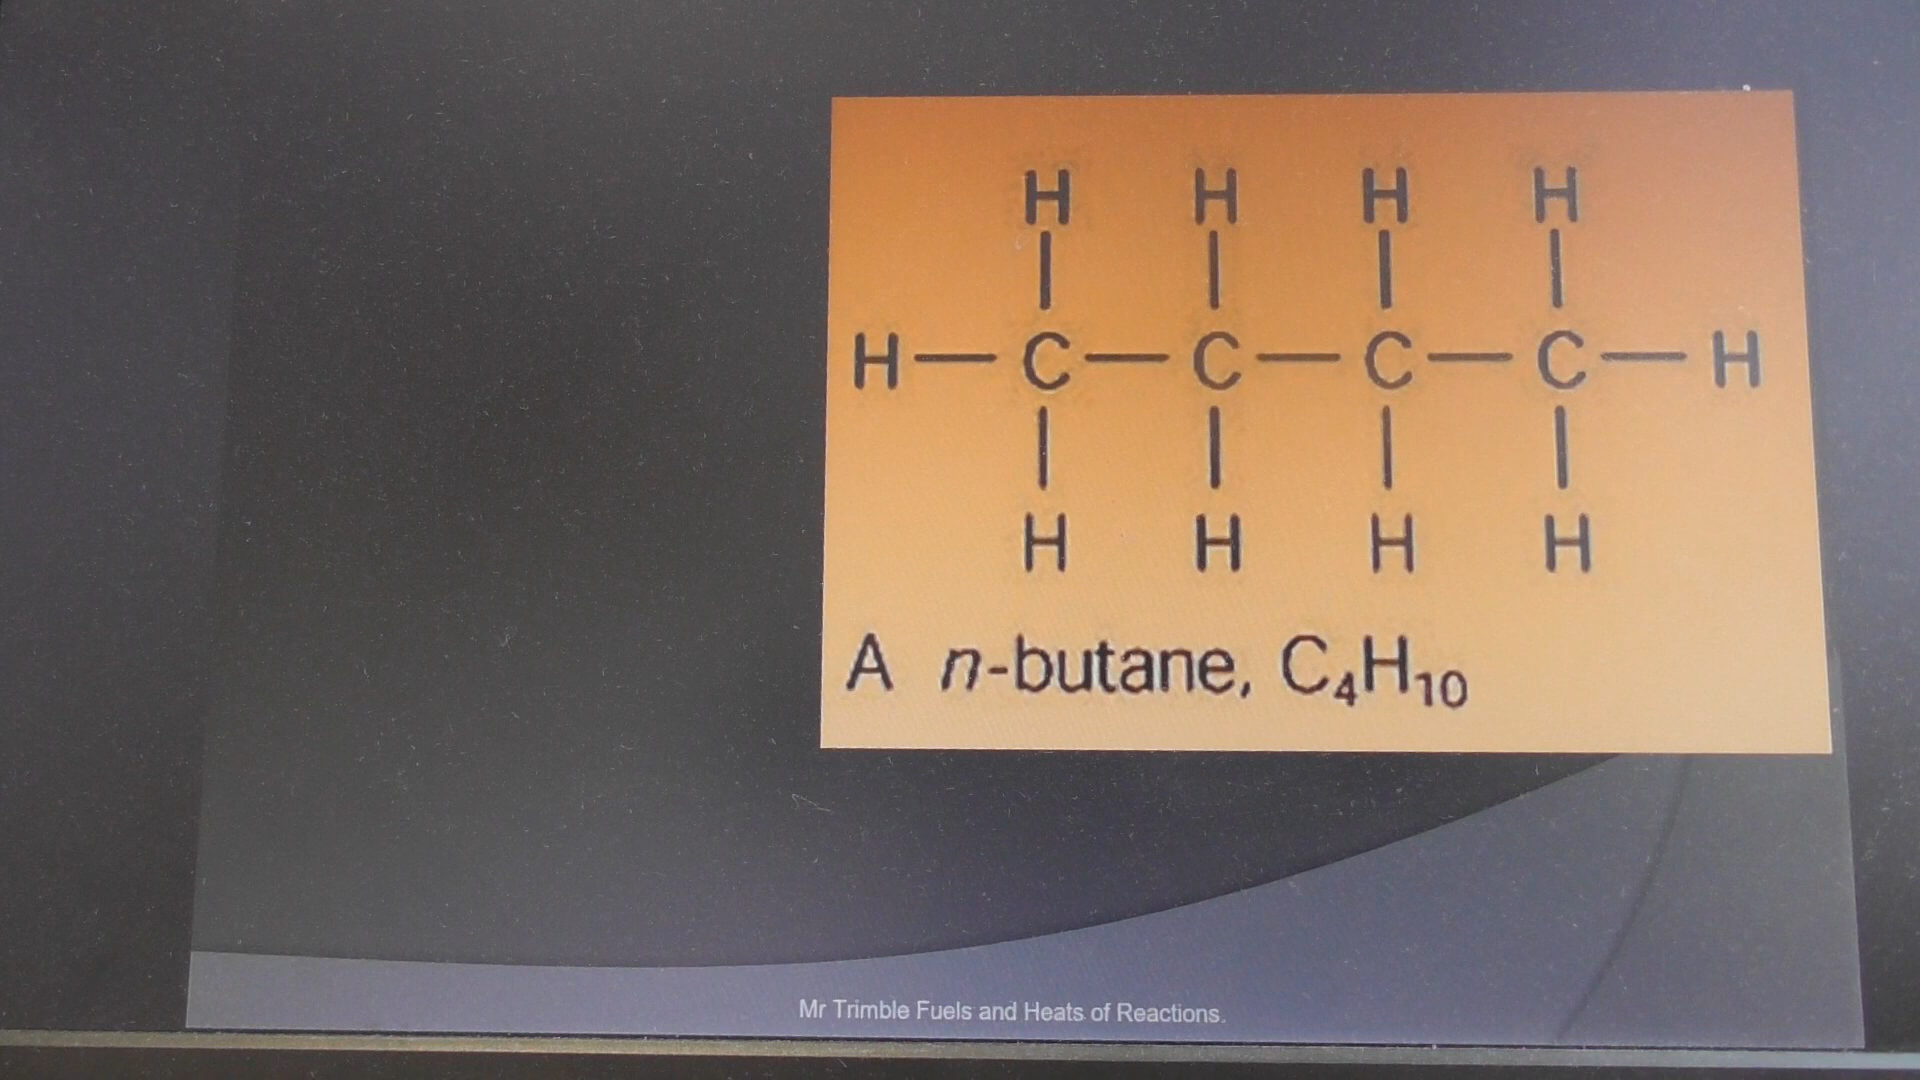 H H H H
H — C — C — C — C — H
H H H H
A n-butane, C₄H₁₀
Mr Trimble Fuels and Heats of Reactions.